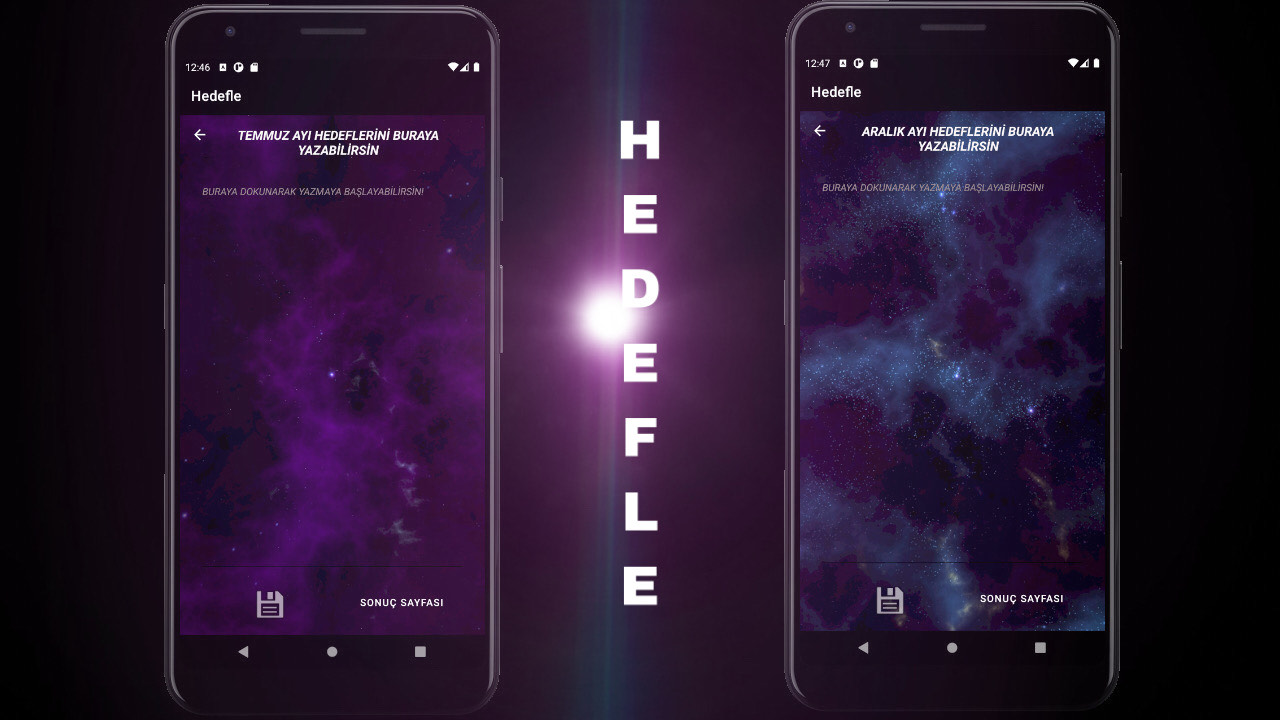 12:46
Hedefle
TEMMUZ AYI HEDEFLERİNİ BURAYA
YAZABİLİRSİN
BURAYA DOKUNARAK YAZMAYA BAŞLAYABİLİRSİN!
SONUÇ SAYFASI
H
E
D
E
F
L
E
12:47
Hedefle
ARALIK AYI HEDEFLERİNİ BURAYA
YAZABİLİRSİN
BURAYA DOKUNARAK YAZMAYA BAŞLAYABİLİRSİN!
SONUÇ SAYFASI